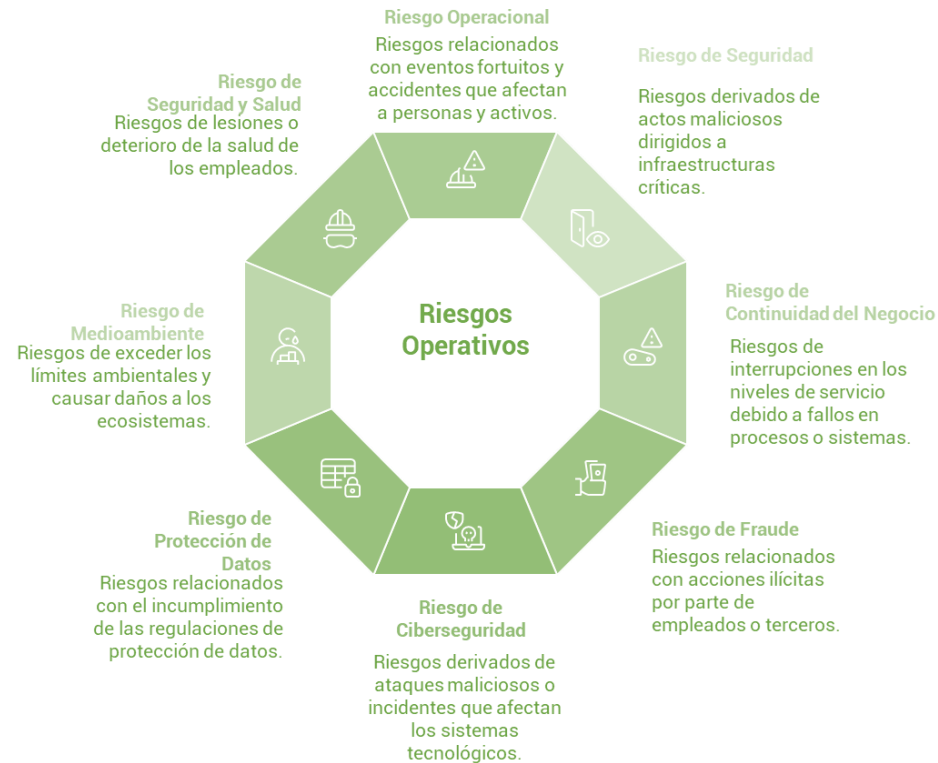 Riesgo Operacional
Riesgos relacionados
con eventos fortuitos y
accidentes que afectan
a personas y activos.
Riesgo de Seguridad
Riesgos derivados de
actos maliciosos
dirigidos a
infraestructuras
críticas.
Riesgo de
Seguridad y Salud
Riesgos de lesiones o
deterioro de la salud de
los empleados.
Riesgos
Operativos
Riesgo de
Continuidad del Negocio
Riesgos de
interrupciones en los
niveles de servicio
debido a fallos en
procesos o sistemas.
Riesgo de
Medioambiente
Riesgos de exceder los
límites ambientales y
causar daños a los
ecosistemas.
Riesgo de Fraude
Riesgos relacionados
con acciones ilícitas
por parte de
empleados o terceros.
Riesgo de
Protección de
Datos
Riesgos relacionados
con el incumplimiento
de las regulaciones de
protección de datos.
Riesgo de
Ciberseguridad
Riesgos derivados de
ataques maliciosos o
incidentes que afectan
los sistemas
tecnológicos.